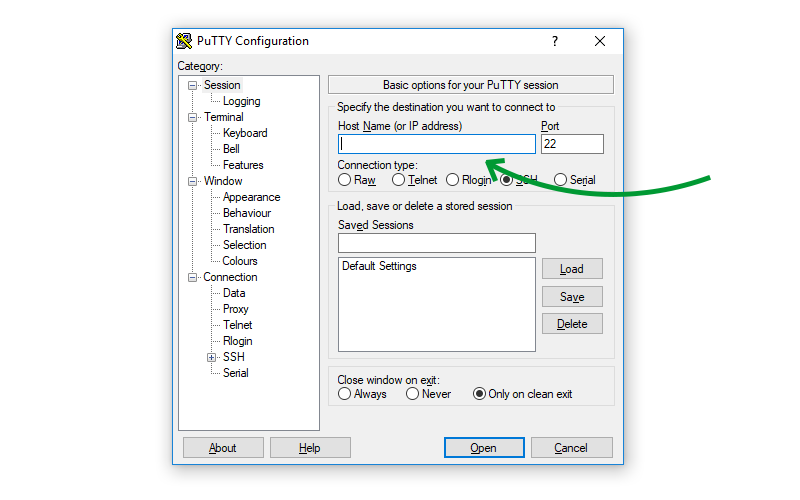 PuTTY Configuration
?
Category:
Session
Logging
Terminal
Keyboard
Bell
Features
Window
Appearance
Behaviour
Translation
Selection
Colours
Connection
Data
Proxy
Telnet
Rlogin
SSH
Serial
Basic options for your PuTTY session
Specify the destination you want to connect to
Host Name (or IP address) Port
22
Connection type:
Raw Telnet Rlogin SSH Serial
Load, save or delete a stored session
Saved Sessions
Default Settings
Load
Save
Delete
Close window on exit:
Always Never Only on clean exit
About Help Open Cancel